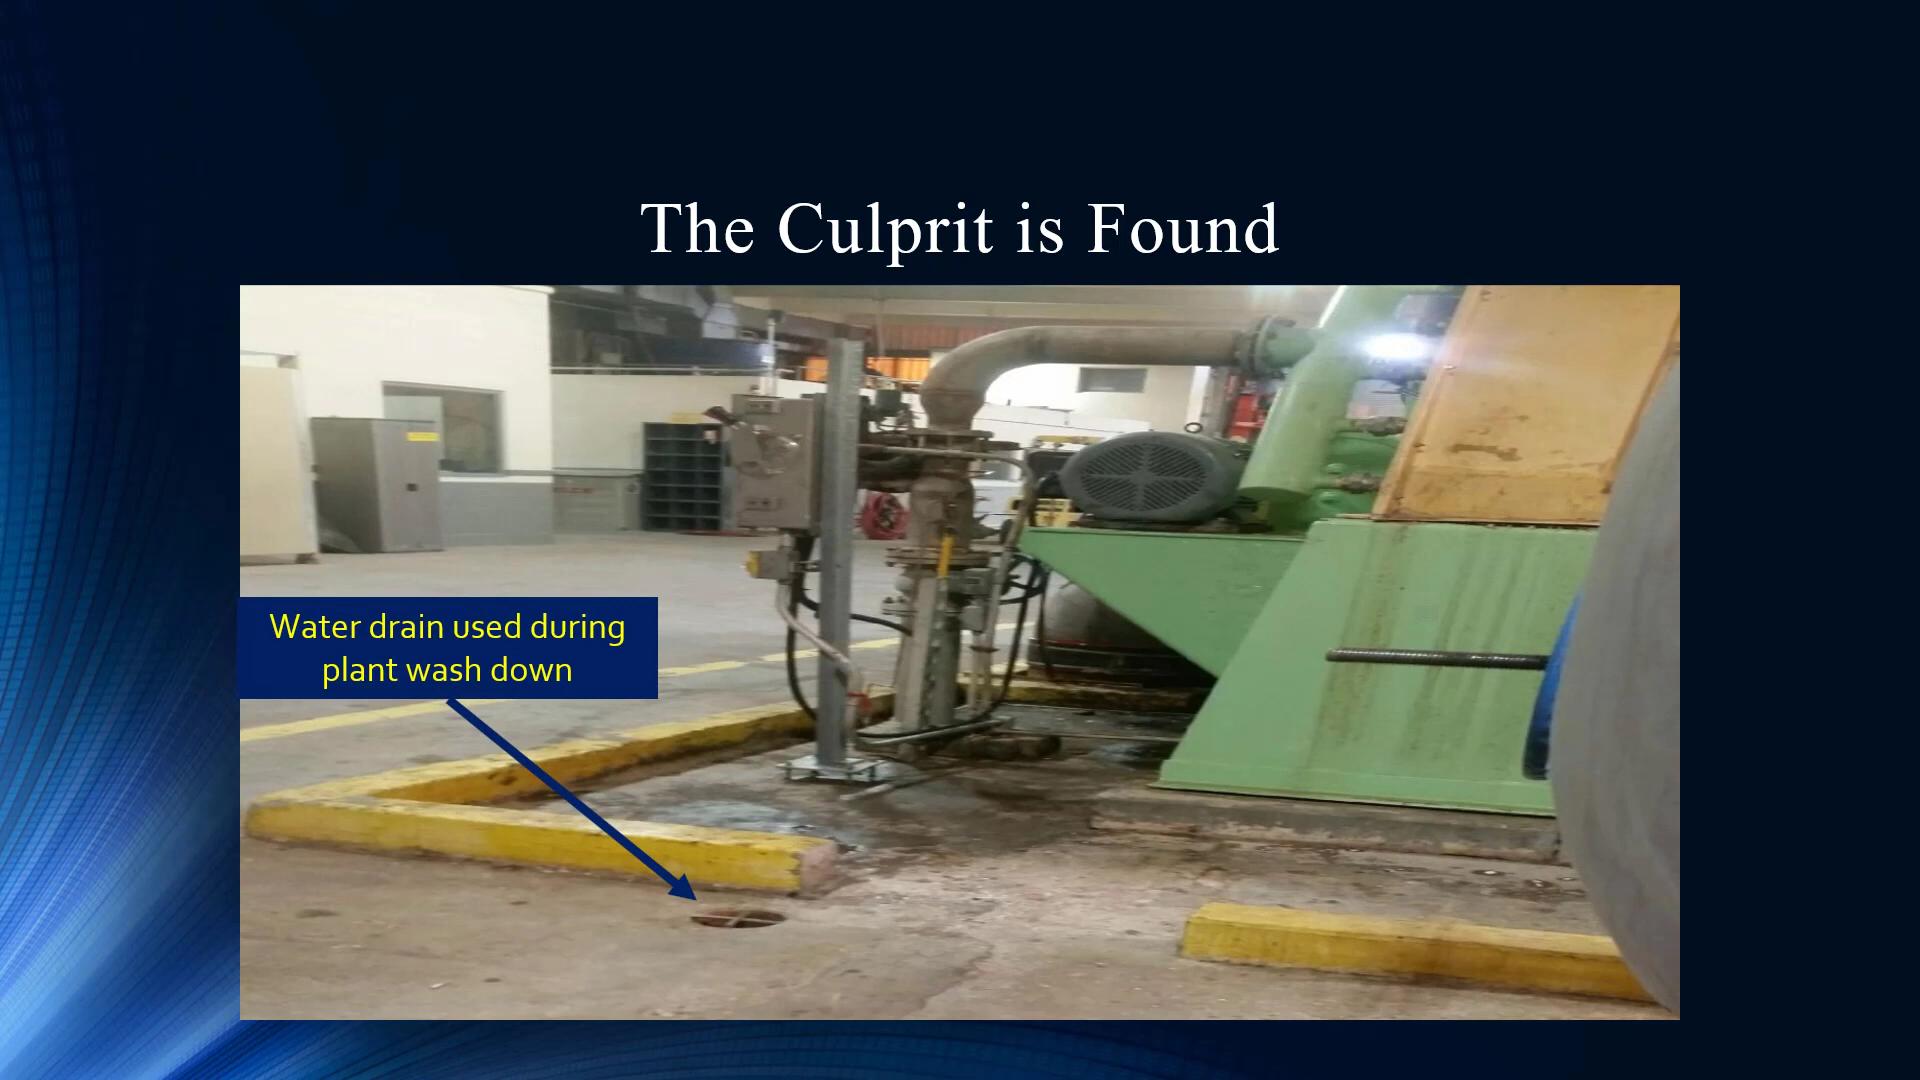 The Culprit is Found
Water drain used during
plant wash down